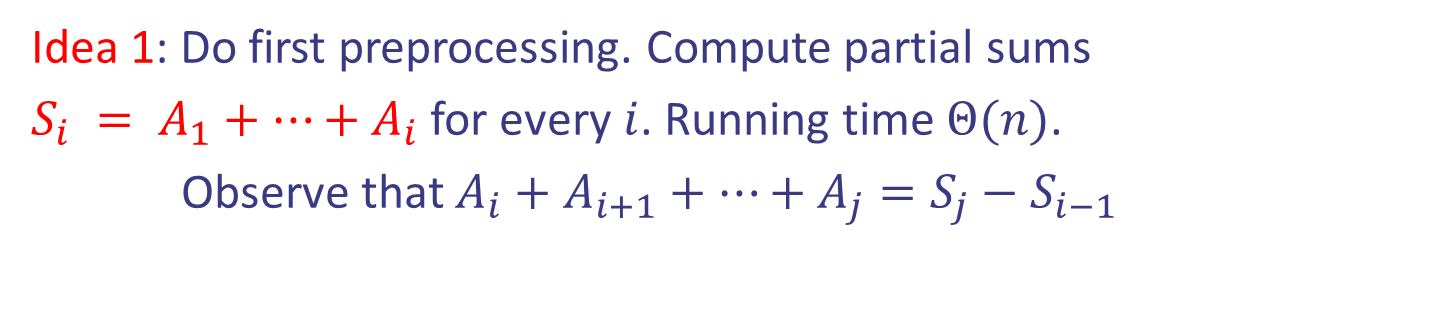 Idea 1: Do first preprocessing. Compute partial sums
S_i = A_1 + ⋯ + A_i for every i. Running time Θ(n).
Observe that A_i + A_{i+1} + ⋯ + A_j = S_j − S_{i−1}